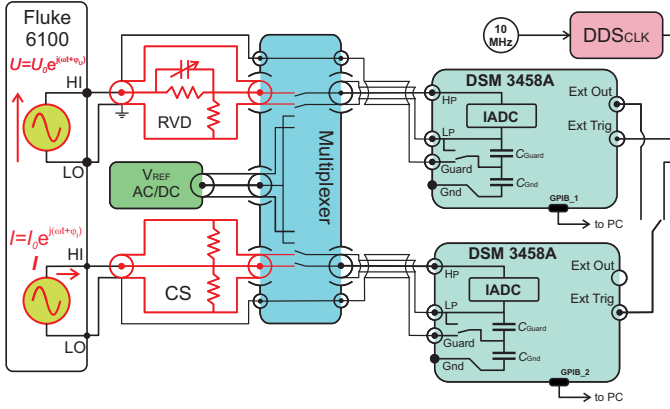 Fluke
6100
U=U₀e^j(ωt+φᵤ)
HI
LO
I=I₀e^j(ωt+φᵢ)
I
HI
LO
RVD
VREF
AC/DC
CS
Multiplexer
10
MHz
DDSCLK
DSM 3458A
HP
IADC
LP
CGuard
Guard
CGnd
Gnd
Ext Out
Ext Trig
GPIB_1
to PC
DSM 3458A
HP
IADC
LP
CGuard
Guard
CGnd
Gnd
Ext Out
Ext Trig
GPIB_2
to PC